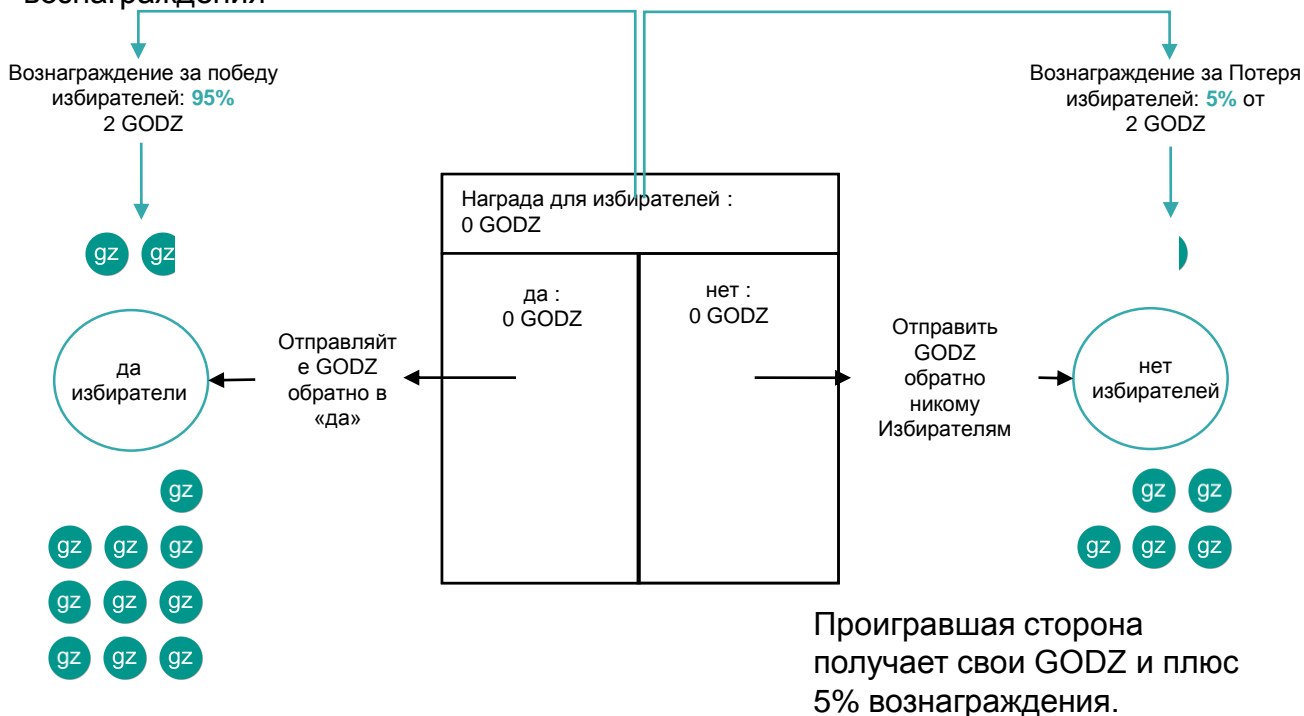 Вознаграждение за победу
избирателей: 95%
2 GODZ
Вознаграждение за Потеря
избирателей: 5% от
2 GODZ
Награда для избирателей :
0 GODZ
gz gz
да :
0 GODZ
нет :
0 GODZ
да
избиратели
Отправляйт
е GODZ
обратно в
«да»
Отправить
GODZ
обратно
никому
Избирателям
нет
избирателей
gz
gz gz gz
gz gz gz
gz gz gz
gz gz
gz gz gz
Проигравшая сторона
получает свои GODZ и плюс
5% вознаграждения.